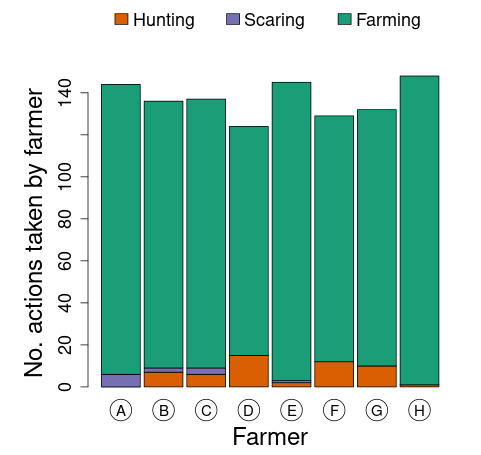 Hunting Scaring Farming
No. actions taken by farmer
140
100
80
60
40
20
0
A B C D E F G H
Farmer